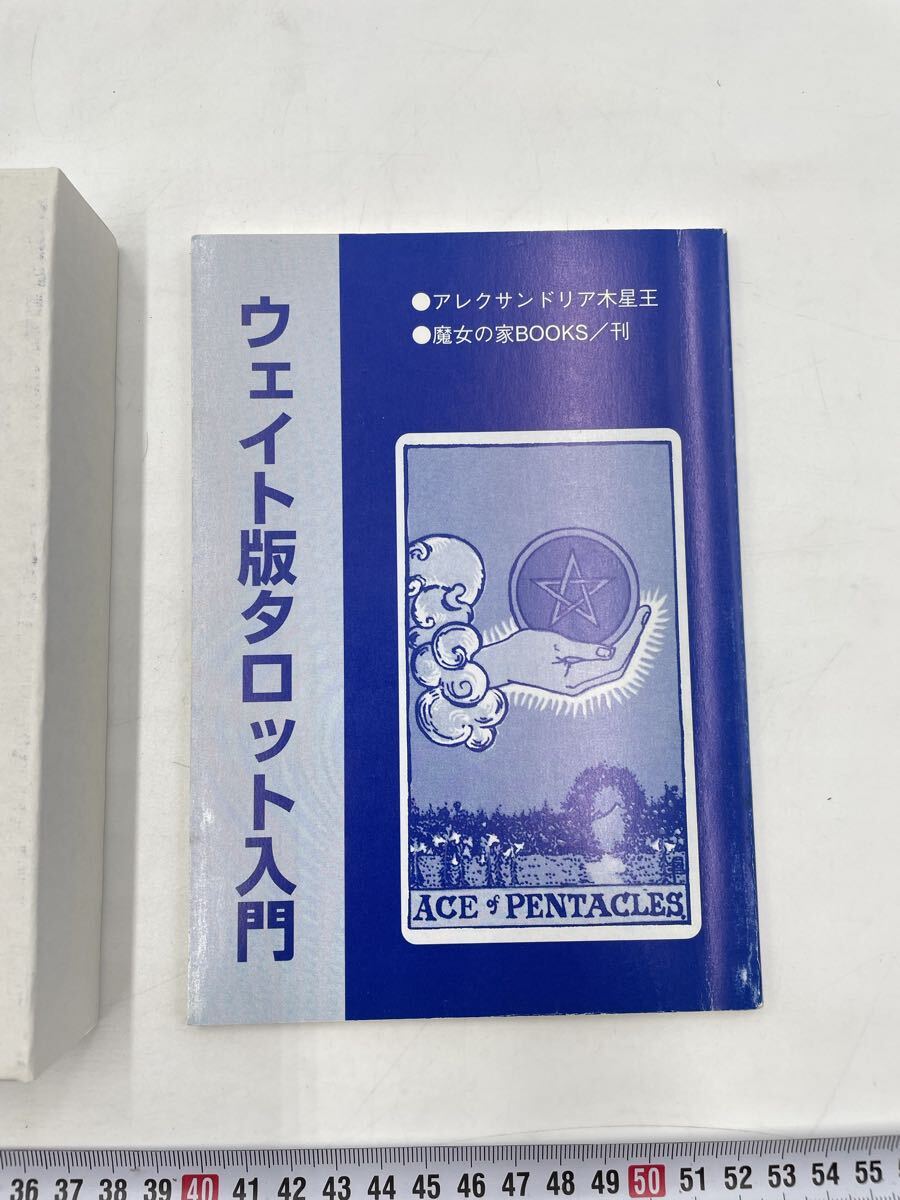 ●アレクサンドリア木星王
●魔女の家BOOKS／刊
ウェイト版タロット入門
ACE of PENTACLES.
36 37 38 39 40 41 42 43 44 45 46 47 48 49 50 51 52 53 54 55